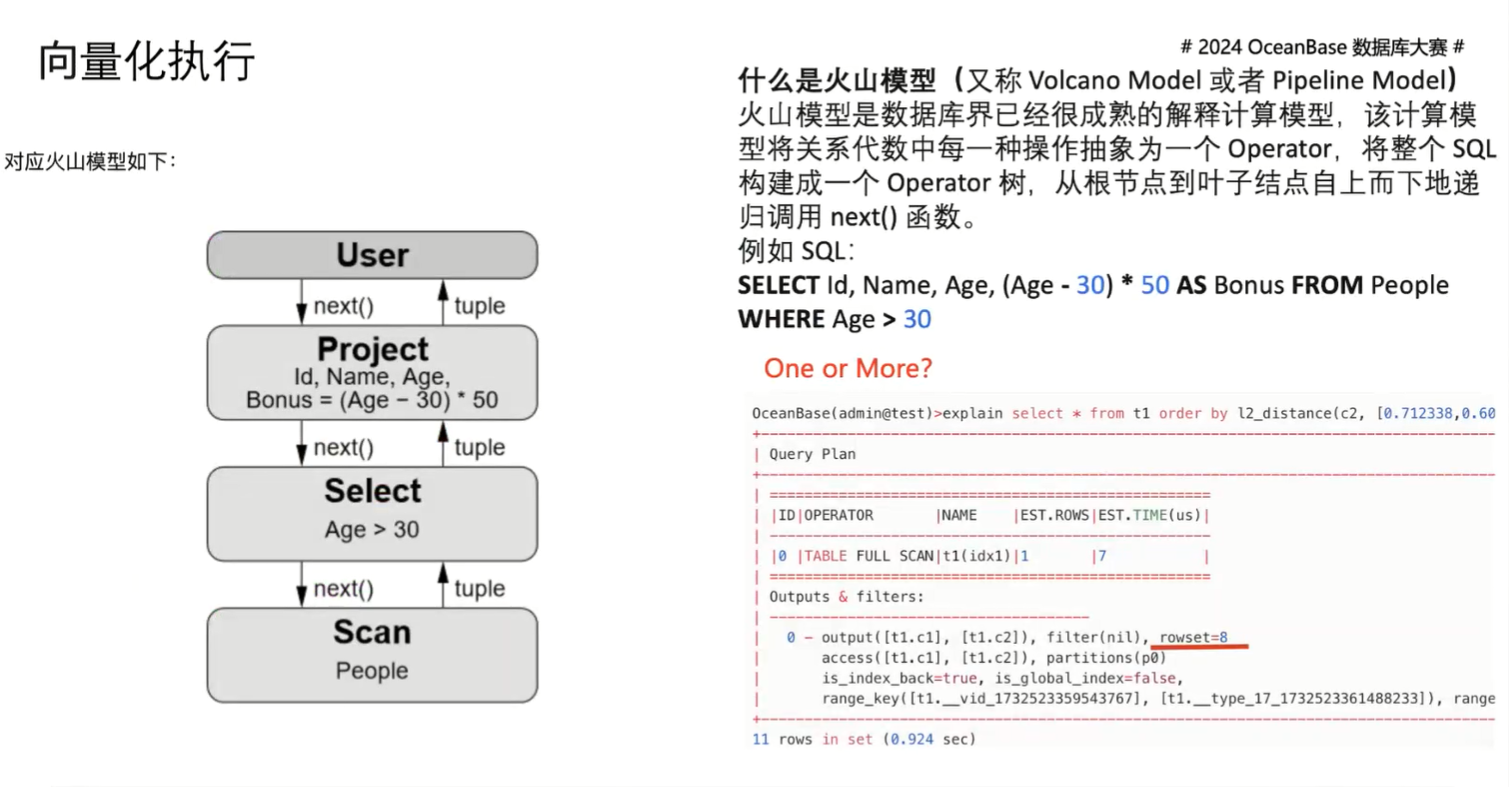 向量化执行
对应火山模型如下：
User
next()
tuple
Project
Id, Name, Age,
Bonus = (Age − 30) * 50
next()
tuple
Select
Age > 30
next()
tuple
Scan
People
# 2024 OceanBase 数据库大赛 #
什么是火山模型（又称 Volcano Model 或者 Pipeline Model）
火山模型是数据库界已经很成熟的解释计算模型，该计算模
型将关系代数中每一种操作抽象为一个 Operator，将整个 SQL
构建成一个 Operator 树，从根节点到叶子结点自上而下地递
归调用 next() 函数。
例如 SQL：
SELECT Id, Name, Age, (Age - 30) * 50 AS Bonus FROM People
WHERE Age > 30
One or More?
OceanBase(admin@test)>explain select * from t1 order by l2_distance(c2, [0.712338,0.60
| Query Plan
| |ID|OPERATOR |NAME |EST.ROWS|EST.TIME(us)|
| |0 |TABLE FULL SCAN|t1(idx1)|1 |7 |
| Outputs & filters:
| 0 - output([t1.c1], [t1.c2]), filter(nil), rowset=8
| access([t1.c1], [t1.c2]), partitions(p0)
| is_index_back=true, is_global_index=false,
| range_key([t1.__vid_1732523359543767], [t1.__type_17_1732523361488233]), range
11 rows in set (0.924 sec)